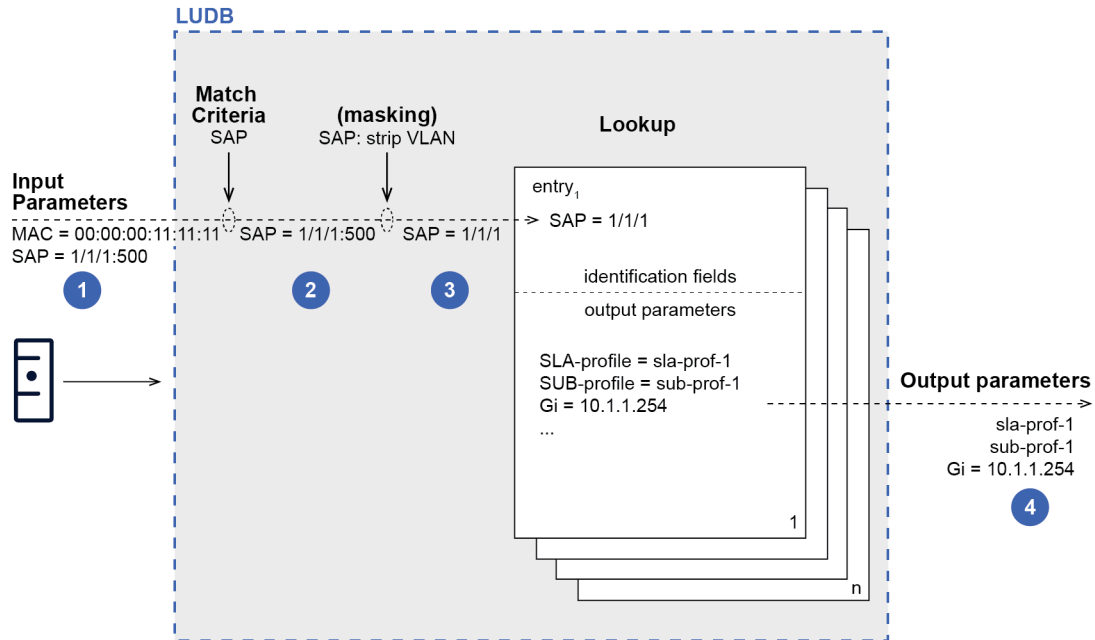 LUDB
Match
Criteria
SAP
(masking)
SAP: strip VLAN
Lookup
Input
Parameters
MAC = 00:00:00:11:11:11
SAP = 1/1/1:500
SAP = 1/1/1:500
SAP = 1/1/1
1
2
3
entry1
SAP = 1/1/1
identification fields
output parameters
SLA-profile = sla-prof-1
SUB-profile = sub-prof-1
Gi = 10.1.1.254
...
1
n
Output parameters
sla-prof-1
sub-prof-1
Gi = 10.1.1.254
4